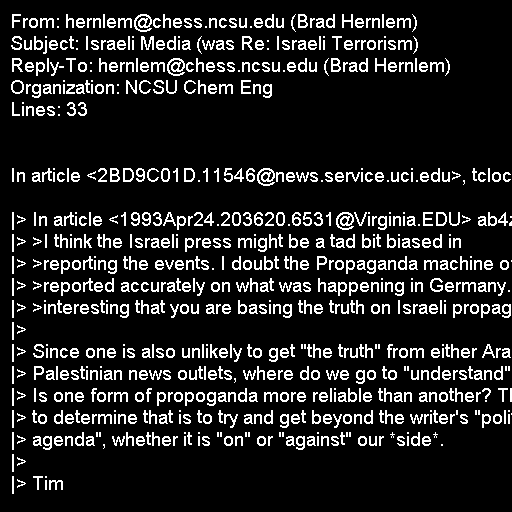 From: hernlem@chess.ncsu.edu (Brad Hernlem)
Subject: Israeli Media (was Re: Israeli Terrorism)
Reply-To: hernlem@chess.ncsu.edu (Brad Hernlem)
Organization: NCSU Chem Eng
Lines: 33
In article <2BD9C01D.11546@news.service.uci.edu>, tcloc
|> In article <1993Apr24.203620.6531@Virginia.EDU> ab4z
|> >I think the Israeli press might be a tad bit biased in
|> >reporting the events. I doubt the Propaganda machine of
|> >reported accurately on what was happening in Germany.
|> >interesting that you are basing the truth on Israeli propag
|>
|> Since one is also unlikely to get "the truth" from either Ara
|> Palestinian news outlets, where do we go to "understand"
|> Is one form of propoganda more reliable than another? Th
|> to determine that is to try and get beyond the writer's "poli
|> agenda", whether it is "on" or "against" our *side*.
|>
|> Tim